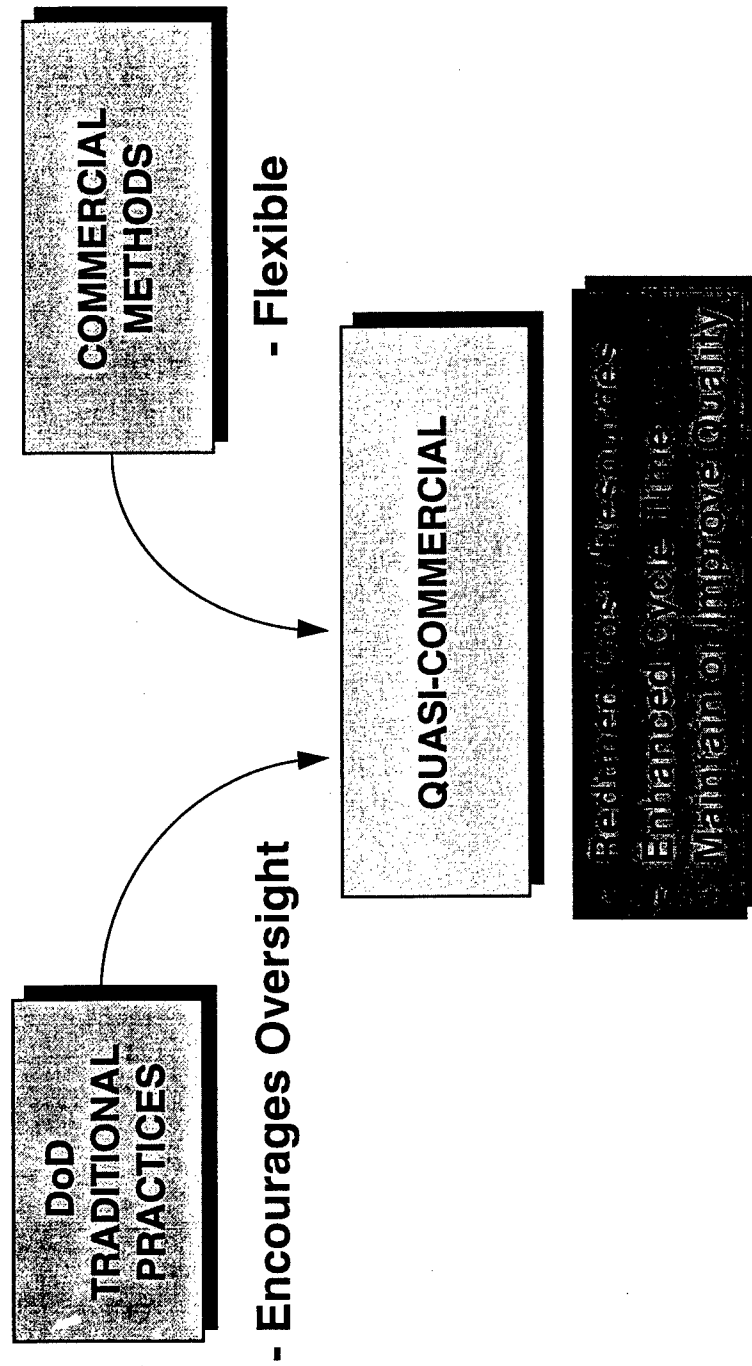 DoD
TRADITIONAL
PRACTICES
- Encourages Oversight
COMMERCIAL
METHODS
- Flexible
QUASI-COMMERCIAL
Enhanced Cycle Time
Maintain or Improve Quality